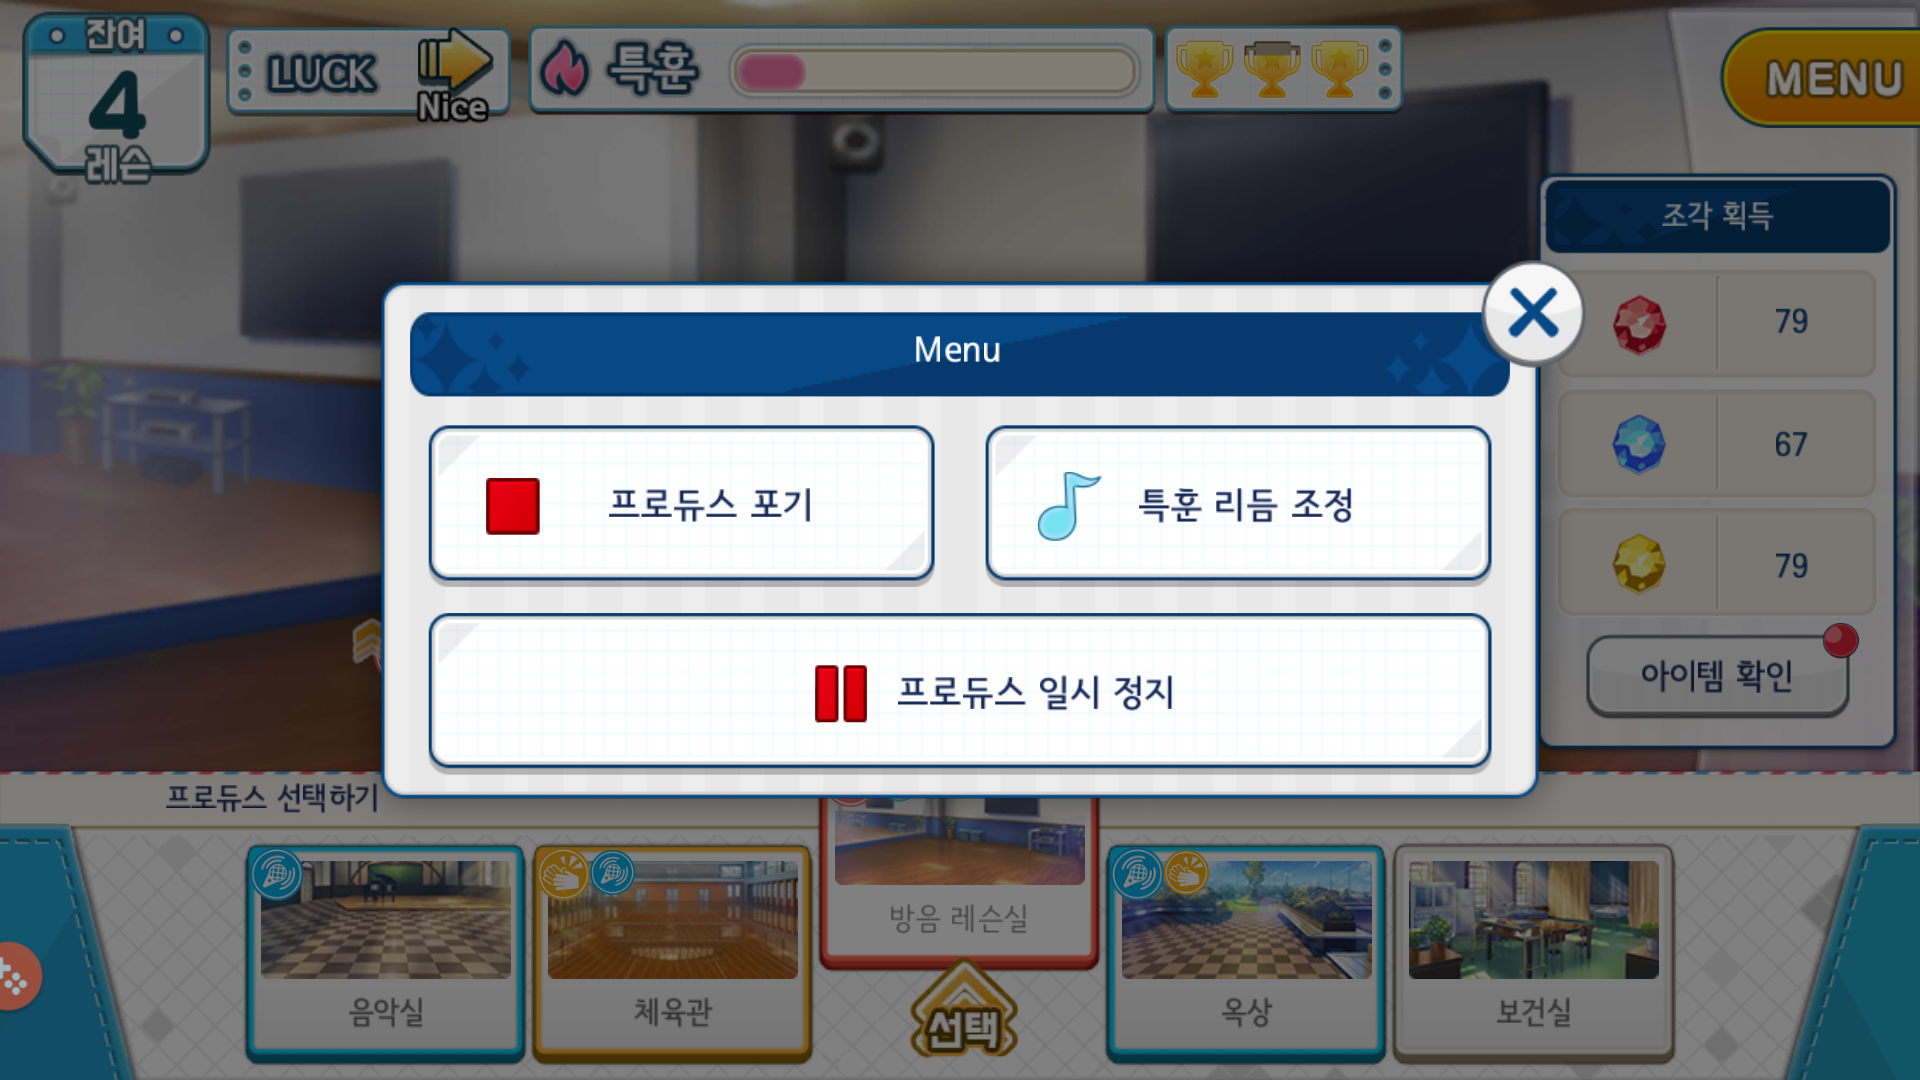 잔여
4
레슨
LUCK
Nice
특훈
MENU
조각 획득
79
67
79
아이템 확인
Menu
프로듀스 포기
특훈 리듬 조정
프로듀스 일시 정지
프로듀스 선택하기
음악실
체육관
방음 레슨실
옥상
보건실
선택